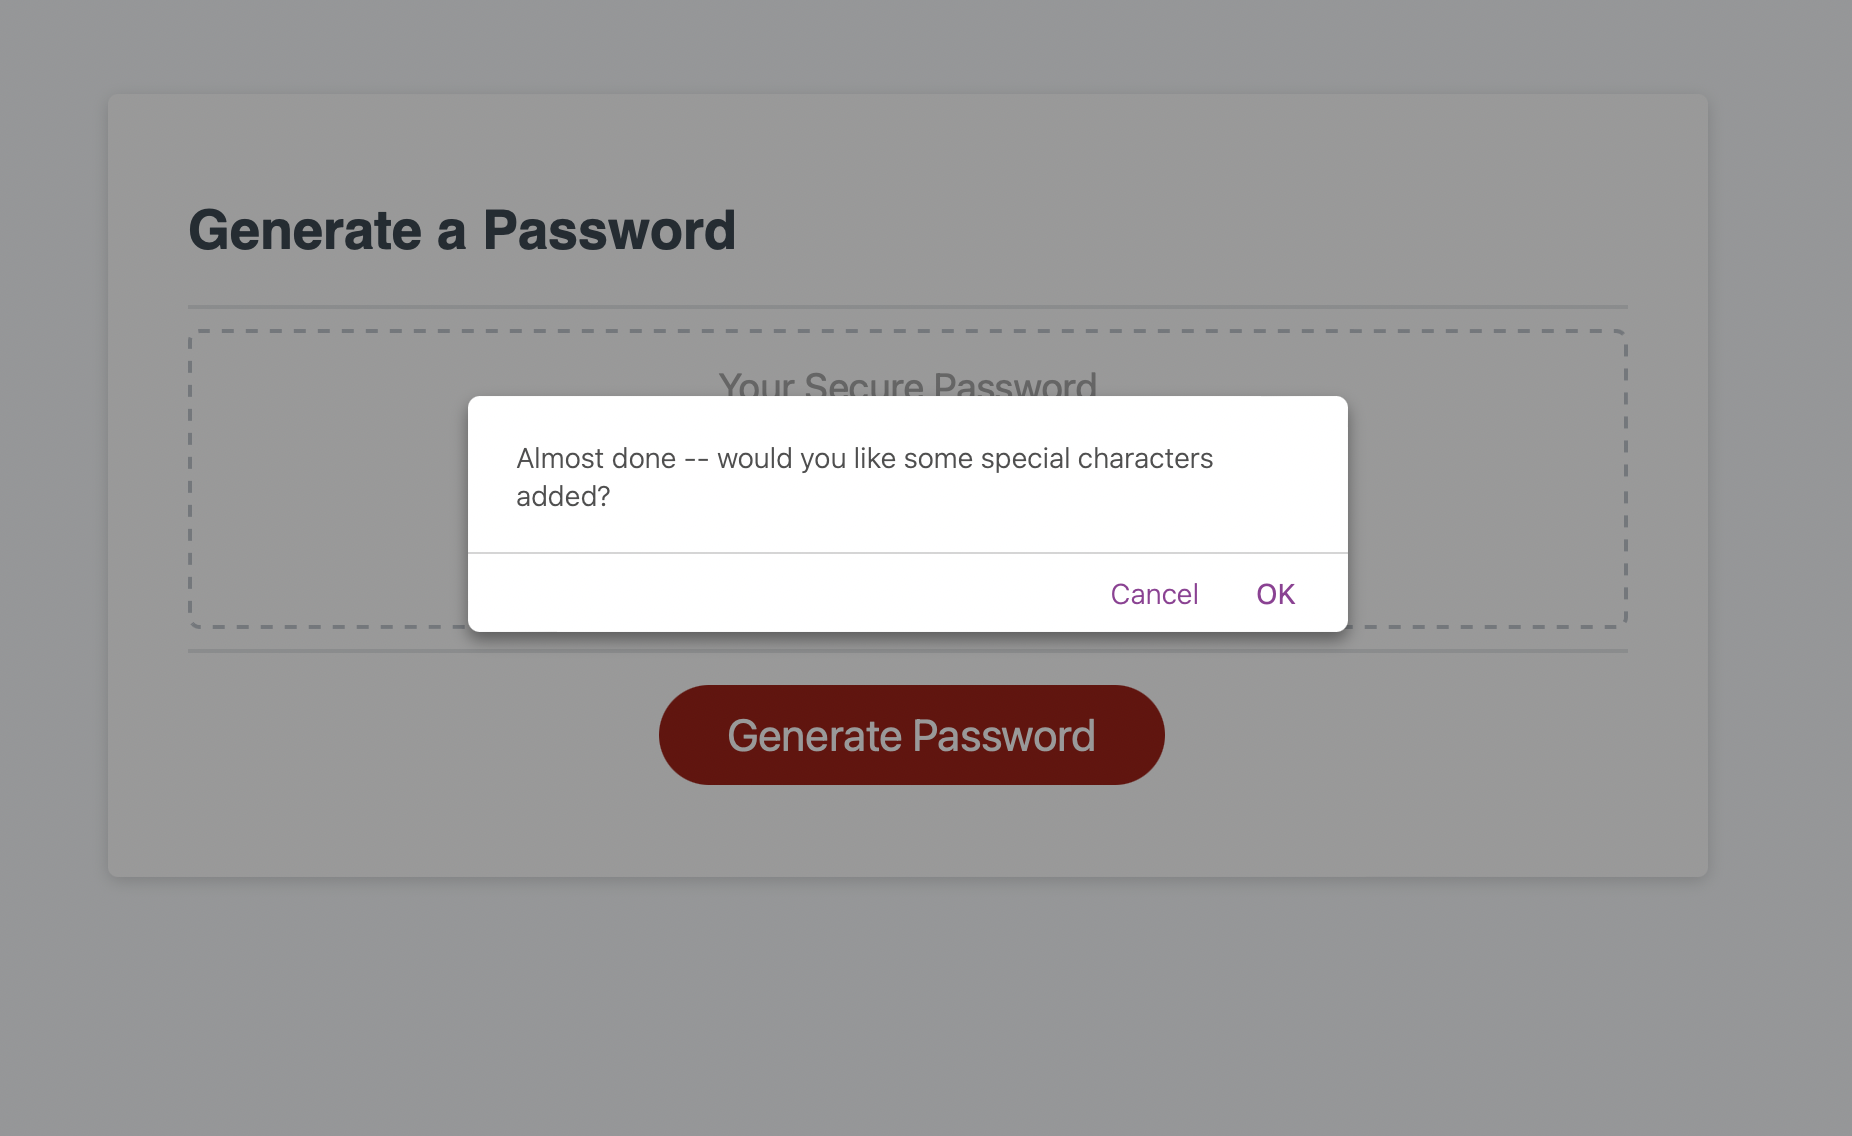 Generate a Password
Your Secure Password
Almost done -- would you like some special characters
added?
Cancel OK
Generate Password